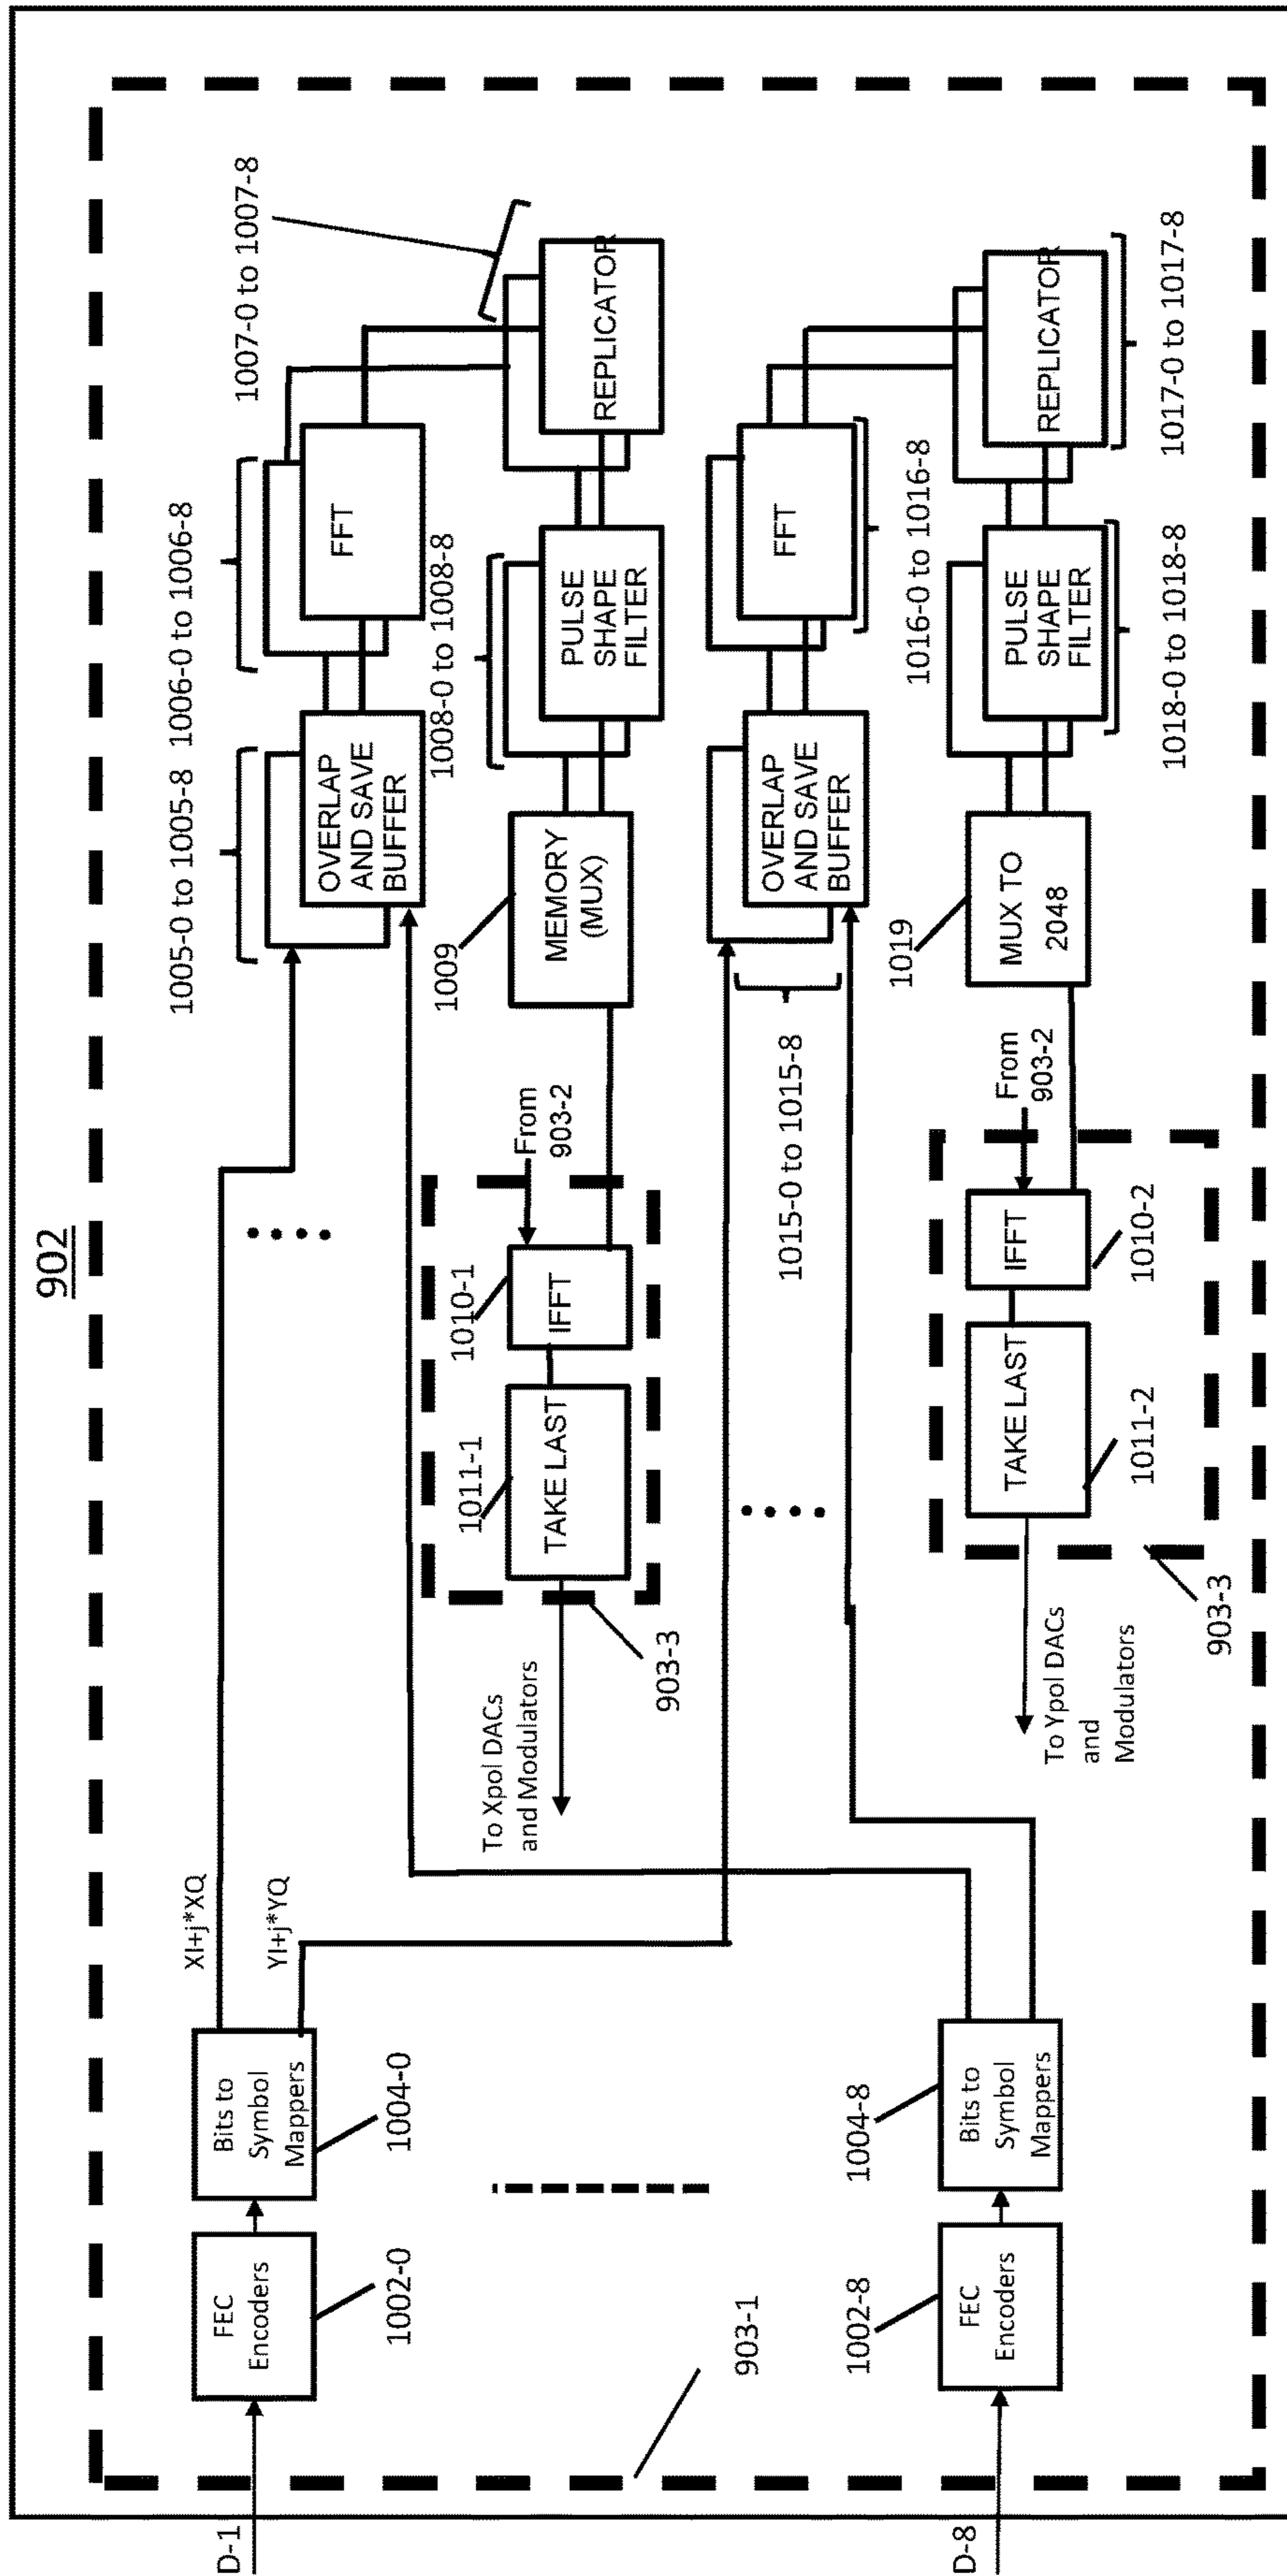 902
D-1
FEC
Encoders
1002-0
Bits to
Symbol
Mappers
1004-0
XI+j*XQ
YI+j*YQ
1005-0 to 1005-8
OVERLAP
AND SAVE
BUFFER
1006-0 to 1006-8
FFT
1007-0 to 1007-8
REPLICATOR
1008-0 to 1008-8
PULSE
SHAPE
FILTER
1009
MEMORY
(MUX)
From
903-2
1010-1
IFFT
1011-1
TAKE LAST
903-3
To Xpol DACs
and Modulators
1015-0 to 1015-8
OVERLAP
AND SAVE
BUFFER
FFT
1016-0 to 1016-8
REPLICATOR
1017-0 to 1017-8
PULSE
SHAPE
FILTER
1018-0 to 1018-8
1019
MUX TO
2048
From
903-2
IFFT
1010-2
TAKE LAST
1011-2
903-3
To Ypol DACs
and
Modulators
D-8
FEC
Encoders
1002-8
Bits to
Symbol
Mappers
1004-8
903-1